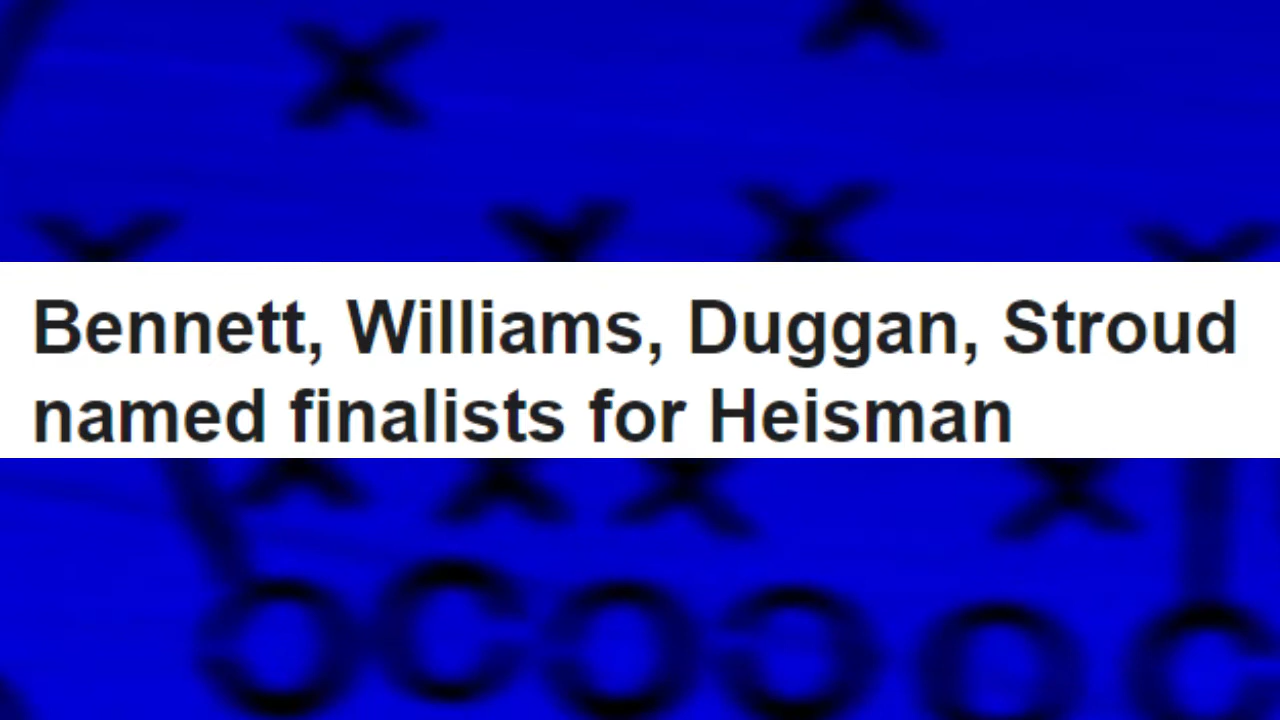 Bennett, Williams, Duggan, Stroud
named finalists for Heisman